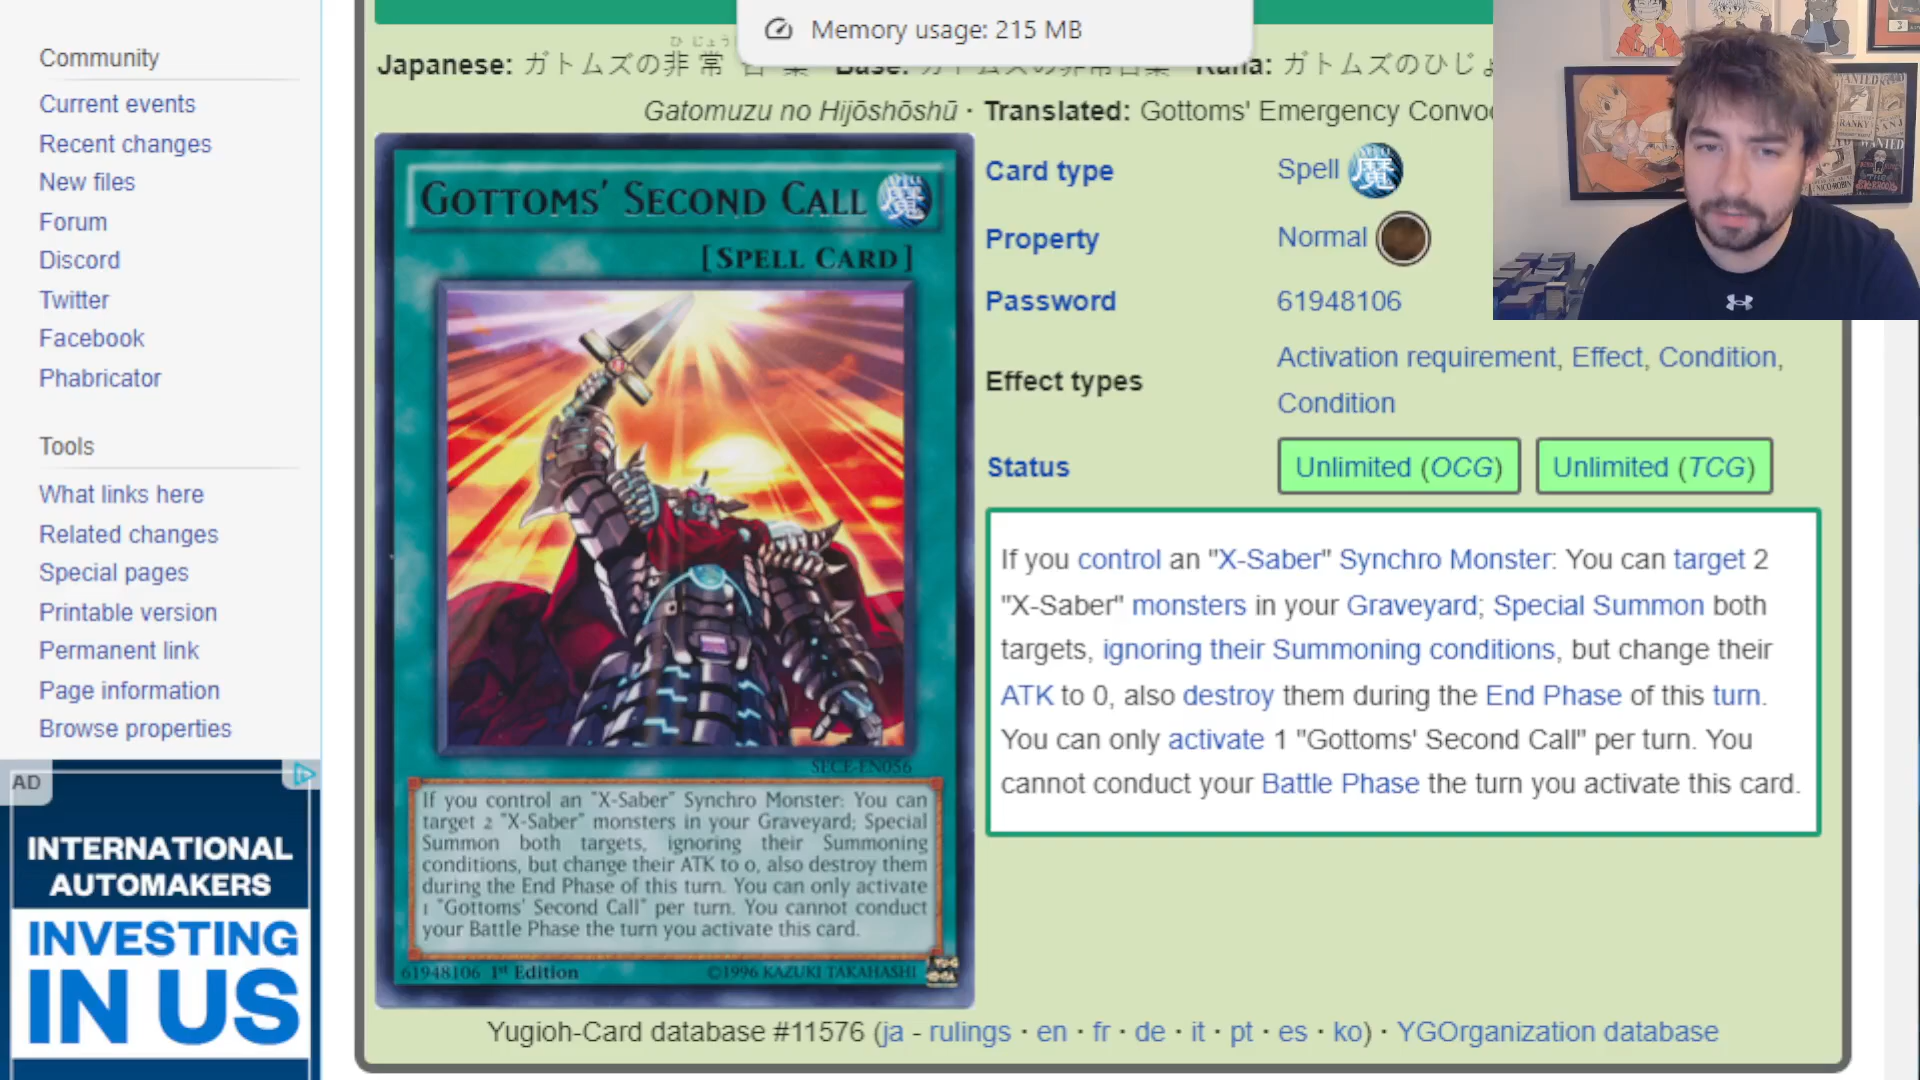 Community
Current events
Recent changes
New files
Forum
Discord
Twitter
Facebook
Phabricator
Tools
What links here
Related changes
Special pages
Printable version
Permanent link
Page information
Browse properties
AD
INTERNATIONAL
AUTOMAKERS
INVESTING
IN US
Memory usage: 215 MB
Japanese: ガトムズの非常
ガトムズのひじょ
Gatomuzu no Hijōshōshū · Translated: Gottoms' Emergency
GOTTOMS' SECOND CALL
[SPELL CARD]
SECE-EN056
If you control an "X-Saber" Synchro Monster: You can
target 2 "X-Saber" monsters in your Graveyard; Special
Summon both targets, ignoring their Summoning
conditions, but change their ATK to 0, also destroy them
during the End Phase of this turn. You can only activate
1 "Gottoms' Second Call" per turn. You cannot conduct
your Battle Phase the turn you activate this card.
61948106 1st Edition ©1996 KAZUKI TAKAHASHI
Card type Spell 魔
Property Normal
Password 61948106
Effect types Activation requirement, Effect, Condition,
Condition
Status Unlimited (OCG) Unlimited (TCG)
If you control an "X-Saber" Synchro Monster: You can target 2
"X-Saber" monsters in your Graveyard; Special Summon both
targets, ignoring their Summoning conditions, but change their
ATK to 0, also destroy them during the End Phase of this turn.
You can only activate 1 "Gottoms' Second Call" per turn. You
cannot conduct your Battle Phase the turn you activate this card.
Yugioh-Card database #11576 (ja - rulings · en · fr · de · it · pt · es · ko) · YGOrganization database
WANTED
WANTED
NICO ROBIN